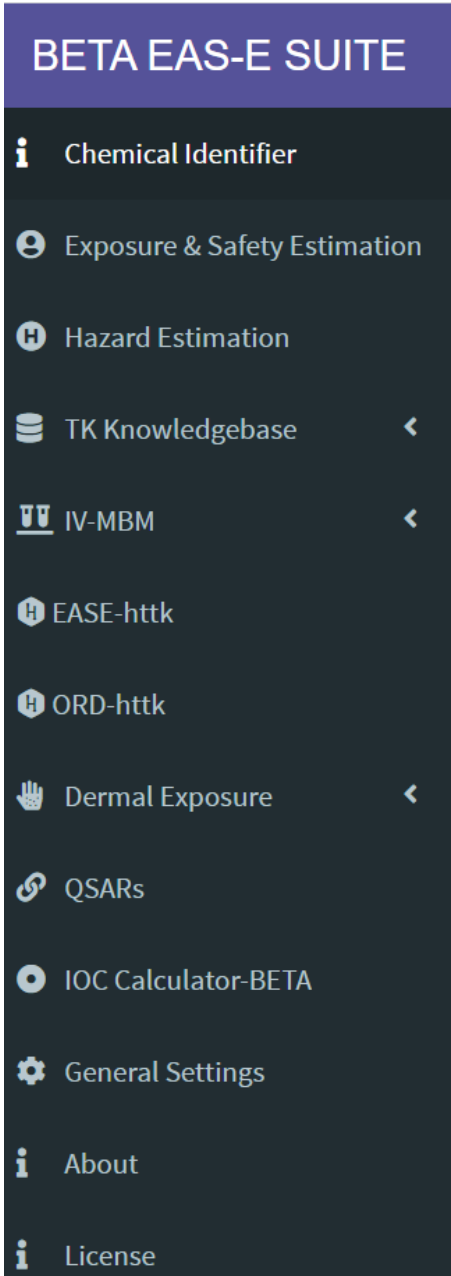 BETA EAS-E SUITE
Chemical Identifier
Exposure & Safety Estimation
Hazard Estimation
TK Knowledgebase
IV-MBM
EASE-httk
ORD-httk
Dermal Exposure
QSARs
IOC Calculator-BETA
General Settings
About
License